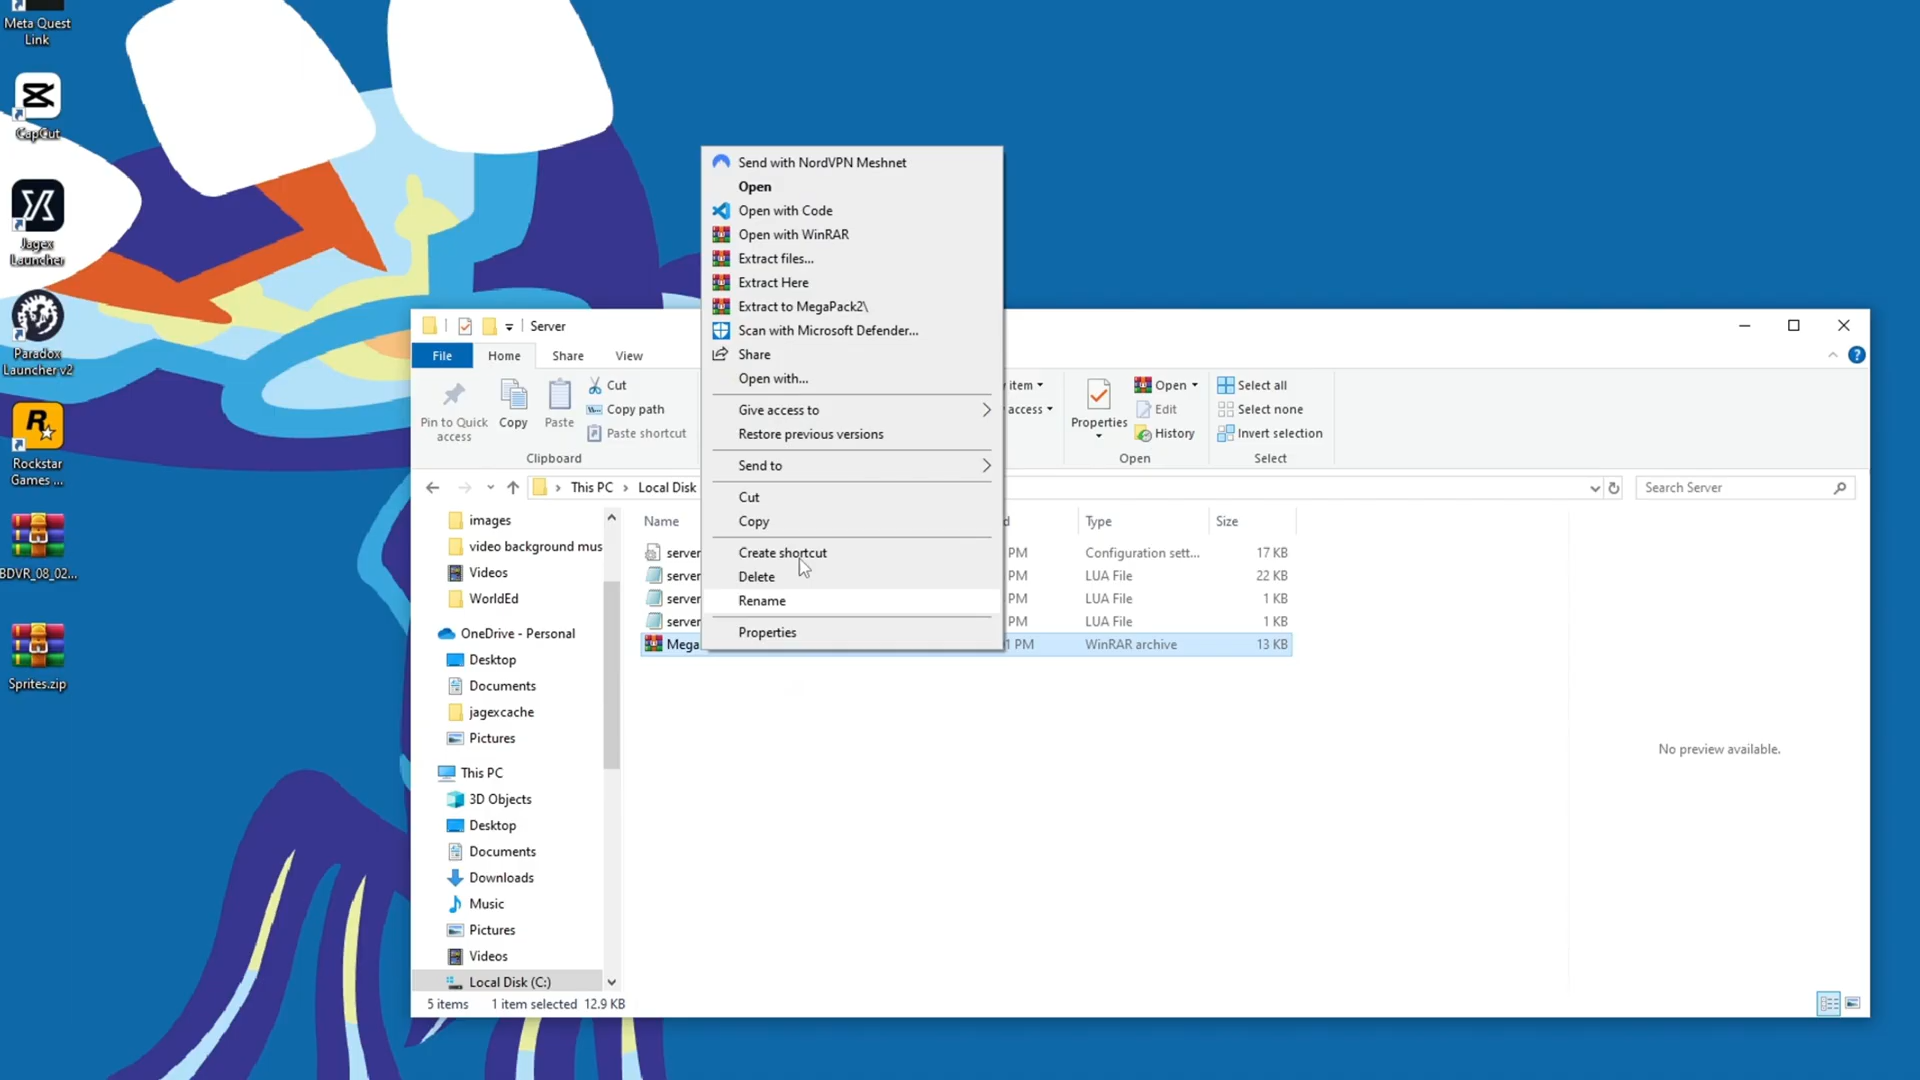 Meta Quest
Link
CapCut
Jagex
Launcher
Paradox
Launcher v2
Rockstar
Games ...
BDVR_08_02...
Sprites.zip
Send with NordVPN Meshnet
Open
Open with Code
Open with WinRAR
Extract files...
Extract Here
Extract to MegaPack2\
Scan with Microsoft Defender...
Share
Open with...
Give access to
Restore previous versions
Send to
Cut
Copy
Create shortcut
Delete
Rename
Properties
Server
File
Home
Share
View
Pin to Quick
access
Copy
Paste
Cut
Copy path
Paste shortcut
Clipboard
item
access
Properties
Open
Edit
History
Open
Select all
Select none
Invert selection
Select
This PC
Local Disk
Search Server
images
video background mus
Videos
WorldEd
OneDrive - Personal
Desktop
Documents
jagexcache
Pictures
This PC
3D Objects
Desktop
Documents
Downloads
Music
Pictures
Videos
Local Disk (C:)
Name
d
Type
Size
server
PM
Configuration sett...
17 KB
server
PM
LUA File
22 KB
server
PM
LUA File
1 KB
server
PM
LUA File
1 KB
Mega
1 PM
WinRAR archive
13 KB
No preview available.
5 items
1 item selected 12.9 KB